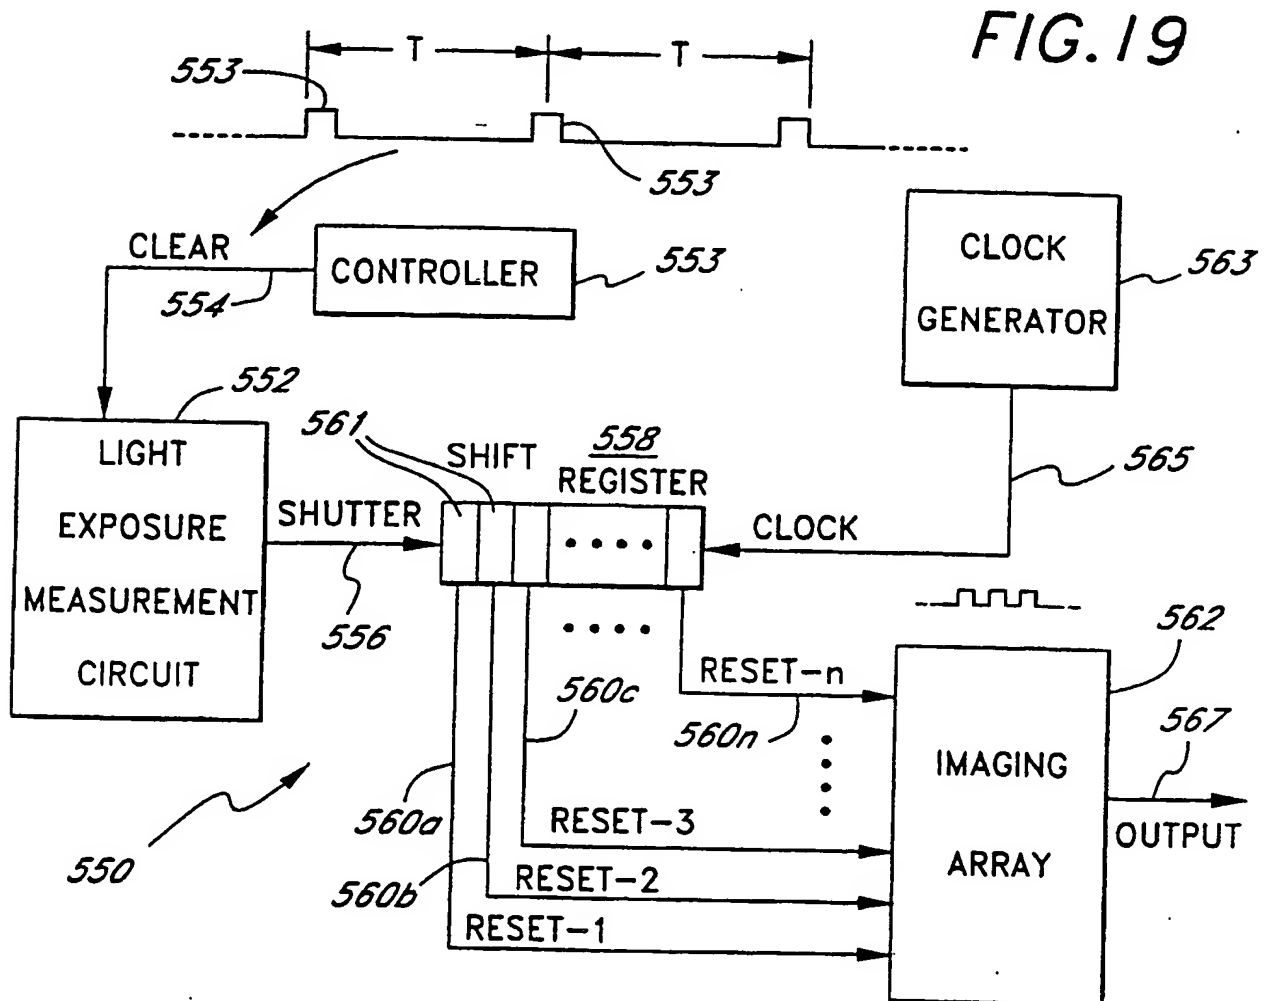 FIG. 19
T T
553
553
CLEAR
554
CONTROLLER
553
CLOCK
GENERATOR
563
552
LIGHT
EXPOSURE
MEASUREMENT
CIRCUIT
561
SHIFT
558
REGISTER
565
SHUTTER
556
CLOCK
562
RESET-n
560n
560c
560a
560b
IMAGING
ARRAY
567
OUTPUT
RESET-3
RESET-2
RESET-1
550